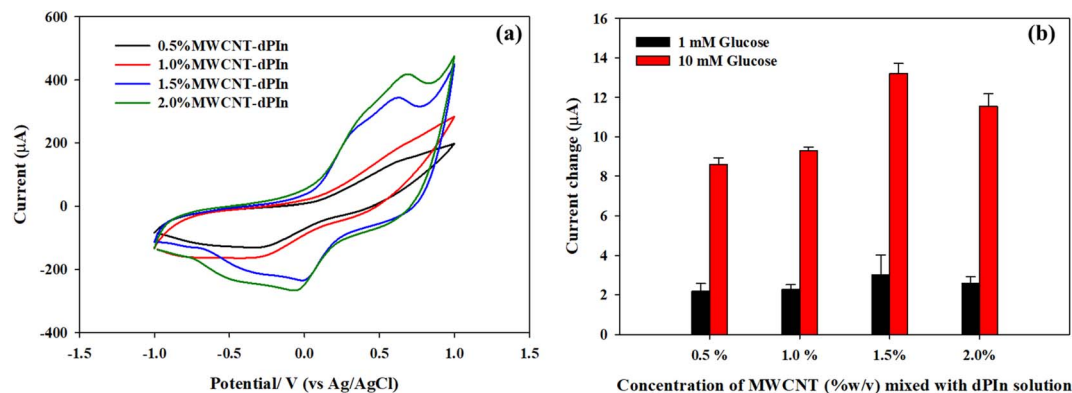 (a)
0.5%MWCNT-dPIn
1.0%MWCNT-dPIn
1.5%MWCNT-dPIn
2.0%MWCNT-dPIn
600
400
200
0
-200
-400
Current (μA)
-1.5
-1.0
-0.5
0.0
0.5
1.0
1.5
Potential/ V (vs Ag/AgCl)
(b)
1 mM Glucose
10 mM Glucose
16
14
12
10
8
6
4
2
0
Current change (μA)
0.5 %
1.0 %
1.5%
2.0%
Concentration of MWCNT (%w/v) mixed with dPIn solution